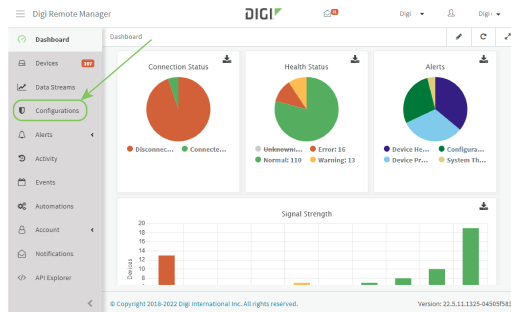 Digi Remote Manager
DIGI
Digi
Digi
Dashboard
Devices
Data Streams
Configurations
Alerts
Activity
Events
Automations
Account
Notifications
API Explorer
Dashboard
Connection Status
Disconnec...
Connecte...
Health Status
Unknown:...
Error: 16
Normal: 110
Warning: 13
Alerts
Device He...
Configura...
Device Pr...
System Th...
Signal Strength
Devices
20
18
16
14
12
10
8
© Copyright 2016-2022 Digi International Inc. All rights reserved.
Version: 22.5.11.1325-04505f583